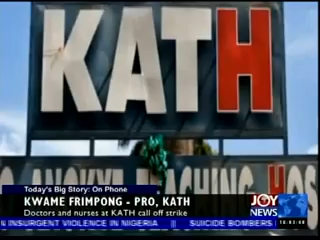 KATH
TEACHING HOS
Today's Big Story: On Phone
KWAME FRIMPONG - PRO, KATH
Doctors and nurses at KATH call off strike
JOY
NEWS
INSURGENT VIOLENCE IN NIGERIA || SUICIDE BOMBERS